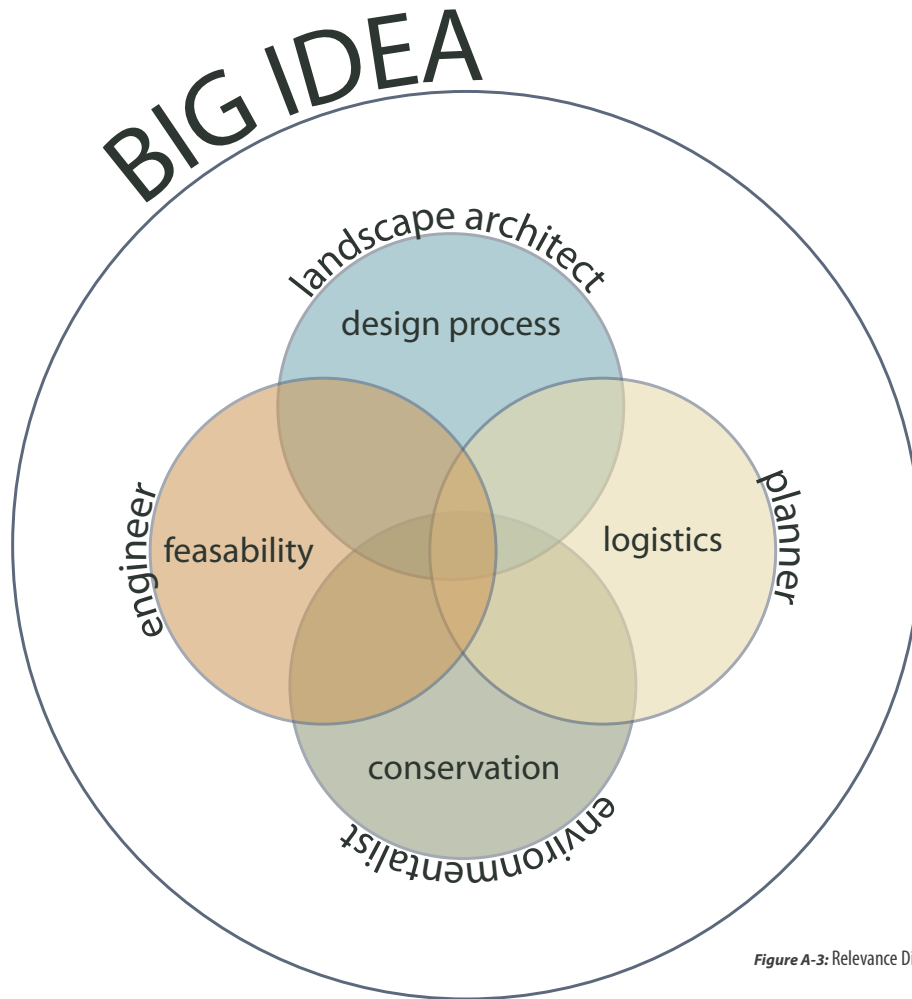 BIG IDEA
landscape architect
design process
engineer
feasability
logistics
planner
conservation
environmentalist
Figure A-3: Relevance Di